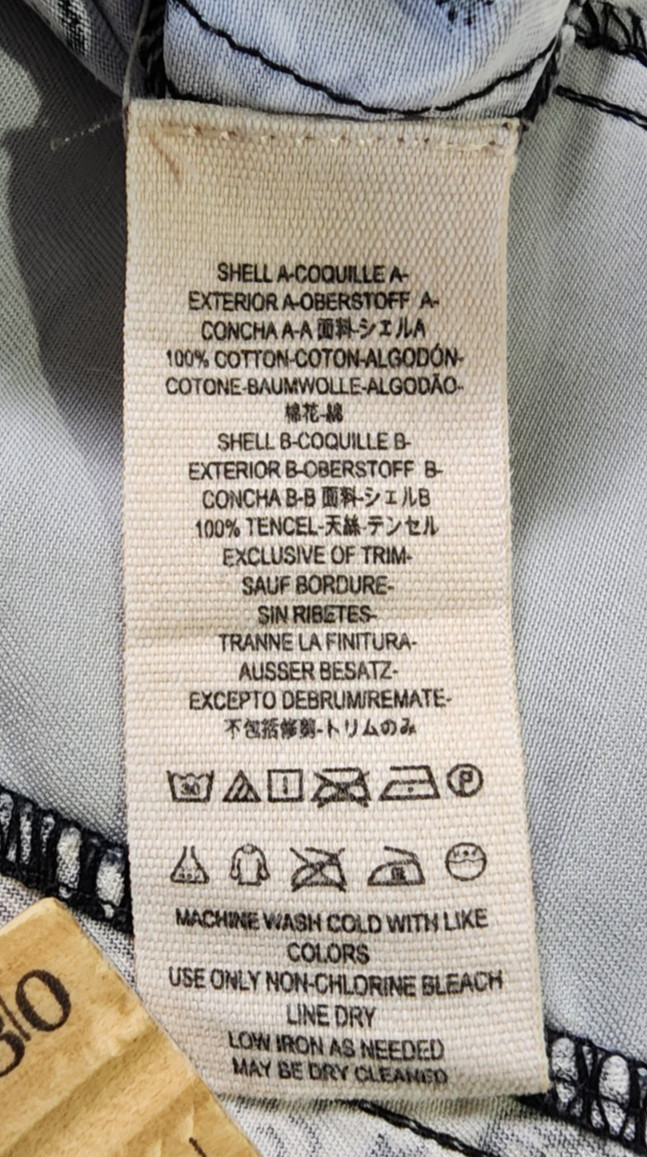 SHELL A-COQUILLE A-
EXTERIOR A-OBERSTOFF A-
CONCHA A-A 面料-シェルA
100% COTTON-COTON-ALGODÓN-
COTONE-BAUMWOLLE-ALGODÃO-
棉花-綿
SHELL B-COQUILLE B-
EXTERIOR B-OBERSTOFF B-
CONCHA B-B 面料-シェルB
100% TENCEL-天絲-テンセル
EXCLUSIVE OF TRIM-
SAUF BORDURE-
SIN RIBETES-
TRANNE LA FINITURA-
AUSSER BESATZ-
EXCEPTO DEBRUM/REMATE-
不包括修剪-トリムのみ
30 P
MACHINE WASH COLD WITH LIKE
COLORS
USE ONLY NON-CHLORINE BLEACH
LINE DRY
LOW IRON AS NEEDED
MAY BE DRY CLEANED